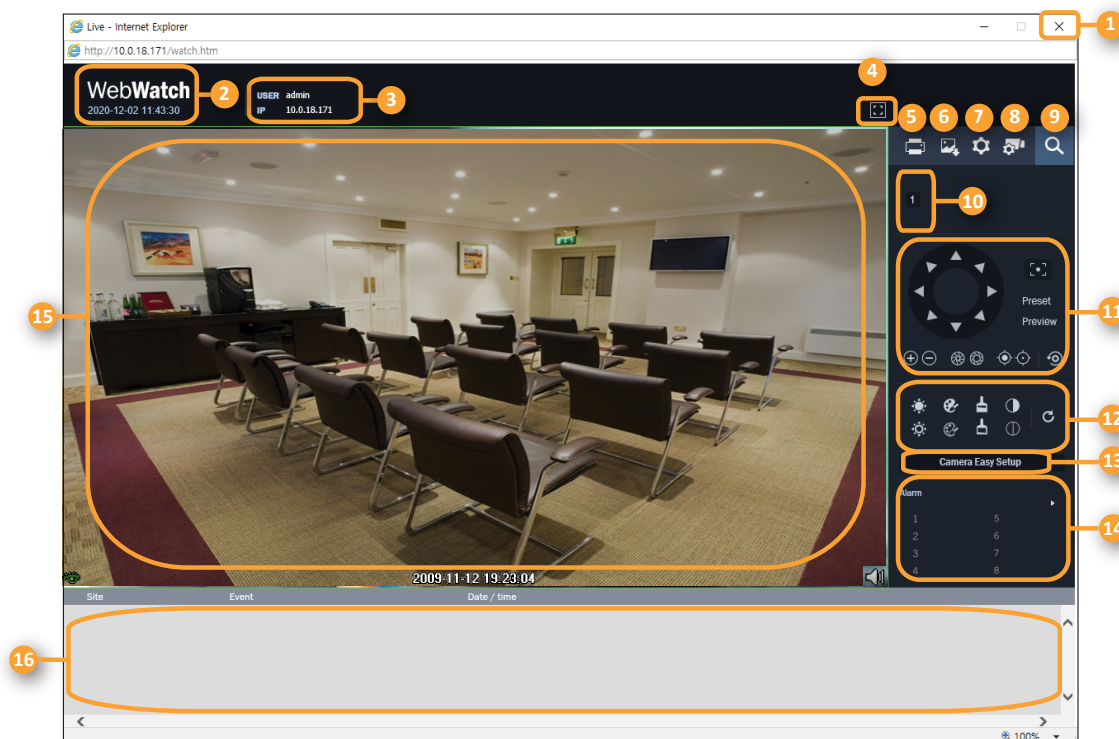 Live - Internet Explorer
1
http://10.0.18.171/watch.htm
WebWatch
2020-12-02 11:43:30
2
USER admin
IP 10.0.18.171
3
4
5 6 7 8 9
1
10
11
Preset
Preview
15
12
Camera Easy Setup
13
Alarm
1 5
2 6
3 7
4 8
14
2009-11-12 19:23:04
Site Event Date / time
16
100%